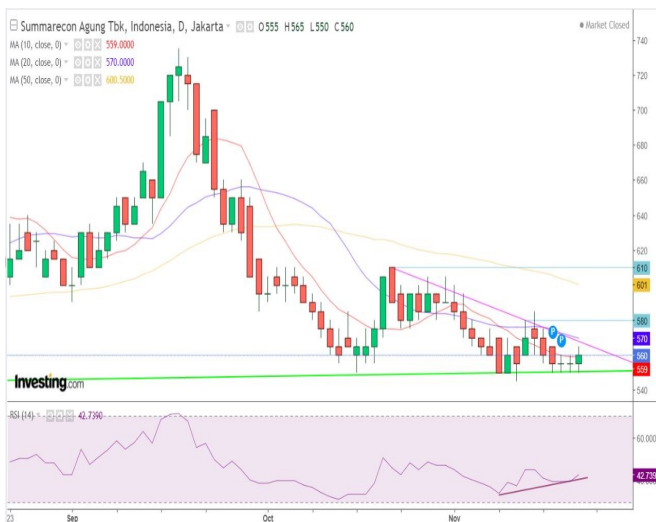 Summarecon Agung Tbk, Indonesia, D, Jakarta O555 H565 L550 C560
Market Closed
MA (10, close, 0) 559.0000
MA (20, close, 0) 570.0000
MA (50, close, 0) 600.5000
740
720
700
680
660
640
620
610
601
580
570
560
559
540
P
P
Investing.com
RSI (14) 42.7390
60.000
42.739
23
Sep
Oct
Nov